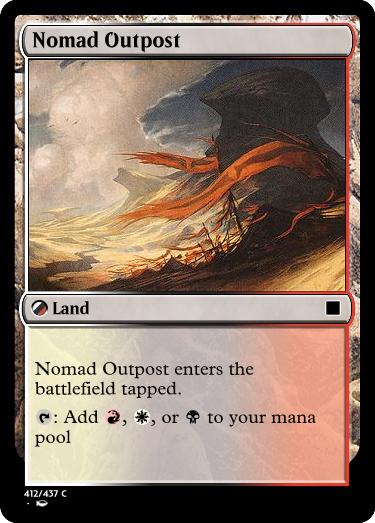 Nomad Outpost
Land
Nomad Outpost enters the
battlefield tapped.
: Add , , or to your mana
pool
412/437 C